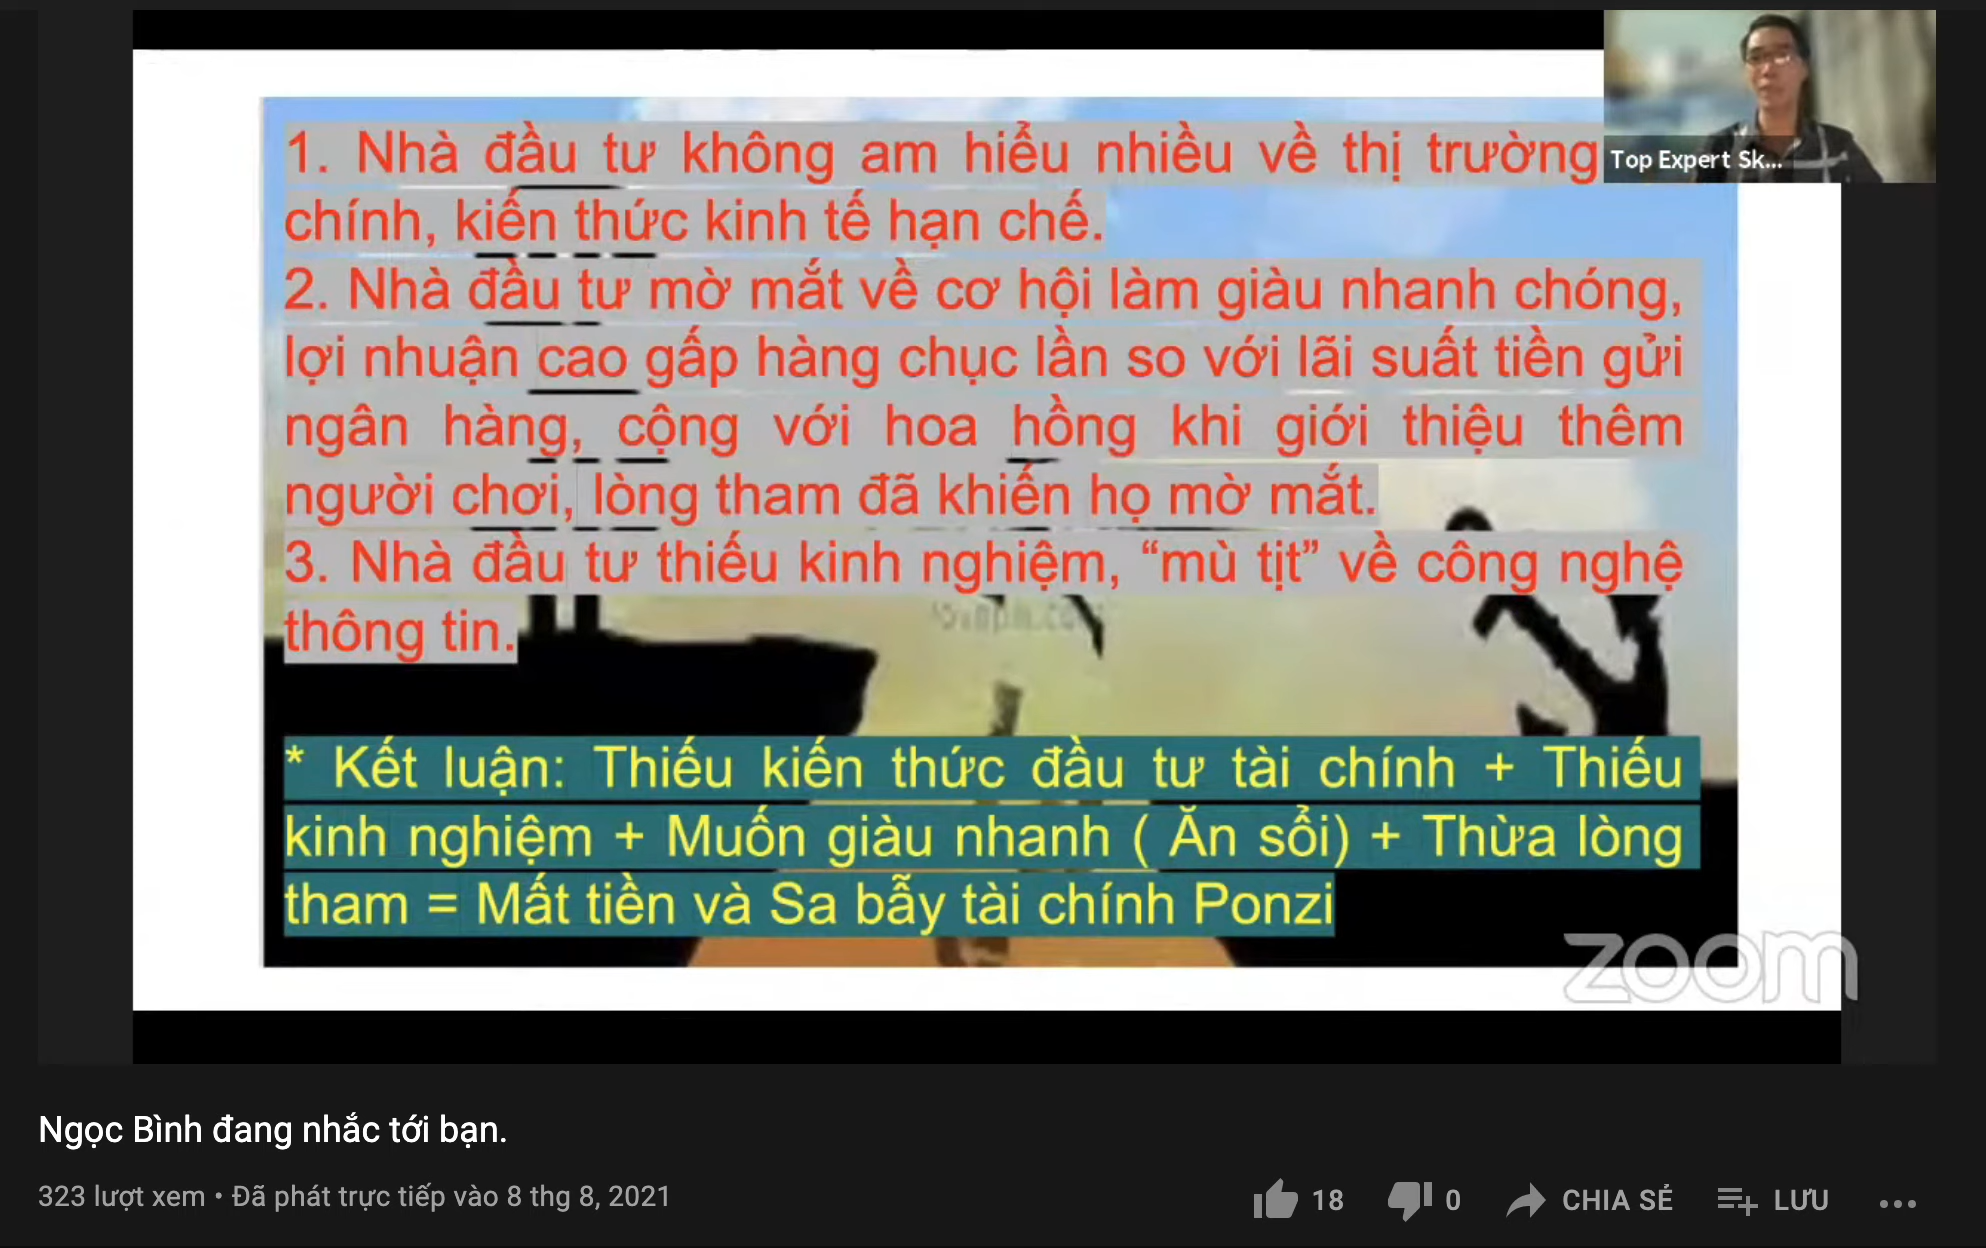 Top Expert Sk...
1. Nhà đầu tư không am hiểu nhiều về thị trường
chính, kiến thức kinh tế hạn chế.
2. Nhà đầu tư mờ mắt về cơ hội làm giàu nhanh chóng,
lợi nhuận cao gấp hàng chục lần so với lãi suất tiền gửi
ngân hàng, cộng với hoa hồng khi giới thiệu thêm
người chơi, lòng tham đã khiến họ mờ mắt.
3. Nhà đầu tư thiếu kinh nghiệm, “mù tịt” về công nghệ
thông tin.
* Kết luận: Thiếu kiến thức đầu tư tài chính + Thiếu
kinh nghiệm + Muốn giàu nhanh ( Ăn sổi) + Thừa lòng
tham = Mất tiền và Sa bẫy tài chính Ponzi
zoom
Ngọc Bình đang nhắc tới bạn.
323 lượt xem • Đã phát trực tiếp vào 8 thg 8, 2021
18 0 CHIA SẺ LƯU